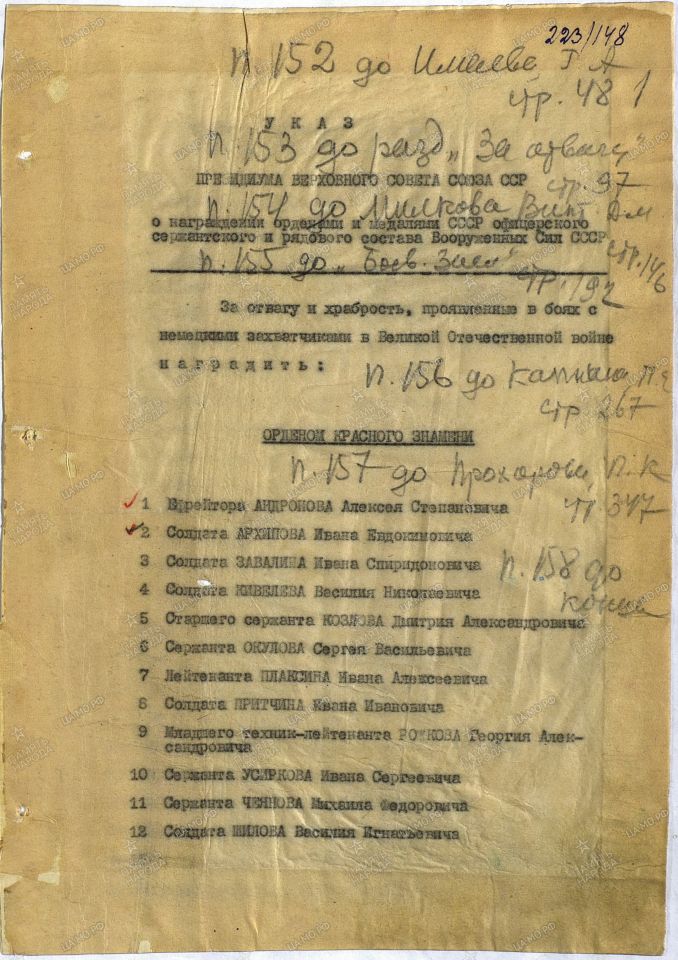 223/148
п. 152 до Имаева Г А
стр. 48
У К А З
п. 153 до разд. "За отвагу"
ПРЕЗИДИУМА ВЕРХОВНОГО СОВЕТА СОЮЗА ССР
стр. 97
п. 154 до Милкова Викт. Дм
о награждении орденами и медалями СССР офицерского
сержантского и рядового состава Вооруженных Сил СССР
стр. 146
п. 155 до "Боев. Засл"
стр. 192
За отвагу и храбрость, проявленные в боях с
немецкими захватчиками в Великой Отечественной войне
н а г р а д и т ь :
п. 156 до
стр 267
ОРДЕНОМ КРАСНОГО ЗНАМЕНИ
п. 157 до Прохорова П. К
стр. 347
1 Ефрейтора АНДРОНОВА Алексея Степановича
2 Солдата АРХИПОВА Ивана Евдокимовича
3 Солдата ЗАВАЛИНА Ивана Спиридоновича
п. 158 до
конца
4 Солдата КИВЕЛЕВА Василия Николаевича
5 Старшего сержанта КОЗЛОВА Дмитрия Александровича
6 Сержанта ОКУЛОВА Сергея Васильевича
7 Лейтенанта ПЛАКСИНА Ивана Алексеевича
8 Солдата ПРИТЧИНА Ивана Ивановича
9 Младшего техник-лейтенанта РОЖКОВА Георгия Алек-
сандровича
10 Сержанта УСИРКОВА Ивана Сергеевича
11 Сержанта ЧЕЯНОВА Михаила Федоровича
12 Солдата ШИЛОВА Василия Игнатьевича